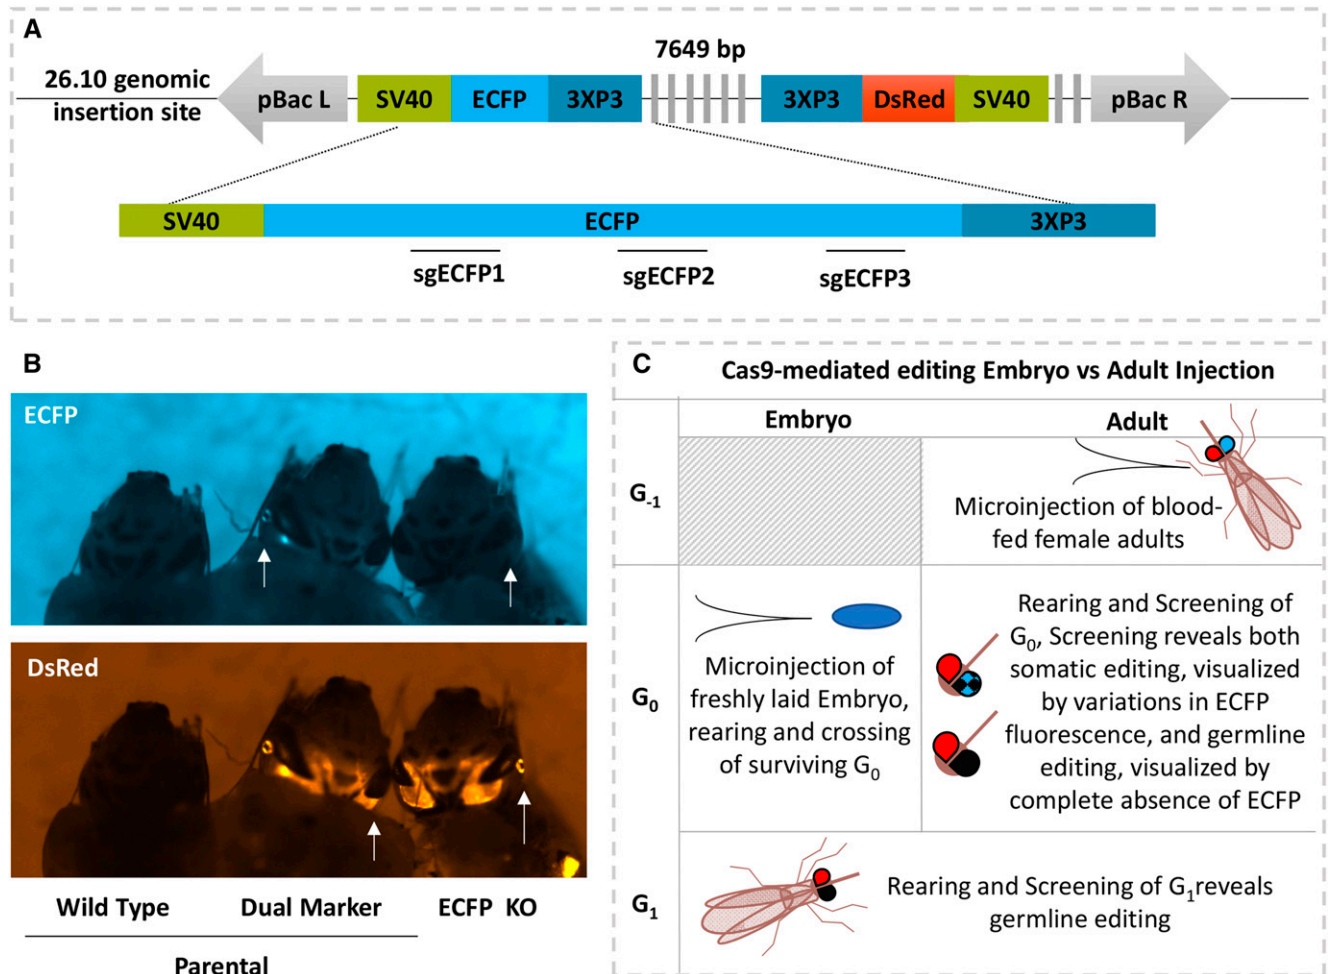 A
7649 bp
26.10 genomic
insertion site
pBac L
SV40
ECFP
3XP3
3XP3
DsRed
SV40
pBac R
SV40
ECFP
3XP3
sgECFP1
sgECFP2
sgECFP3
B
ECFP
DsRed
Wild Type
Dual Marker
ECFP KO
Parental
C
Cas9-mediated editing Embryo vs Adult Injection
Embryo
Adult
G-1
Microinjection of blood-
fed female adults
G0
Microinjection of
freshly laid Embryo,
rearing and crossing
of surviving G0
Rearing and Screening of
G0, Screening reveals both
somatic editing, visualized
by variations in ECFP
fluorescence, and germline
editing, visualized by
complete absence of ECFP
G1
Rearing and Screening of G1reveals
germline editing